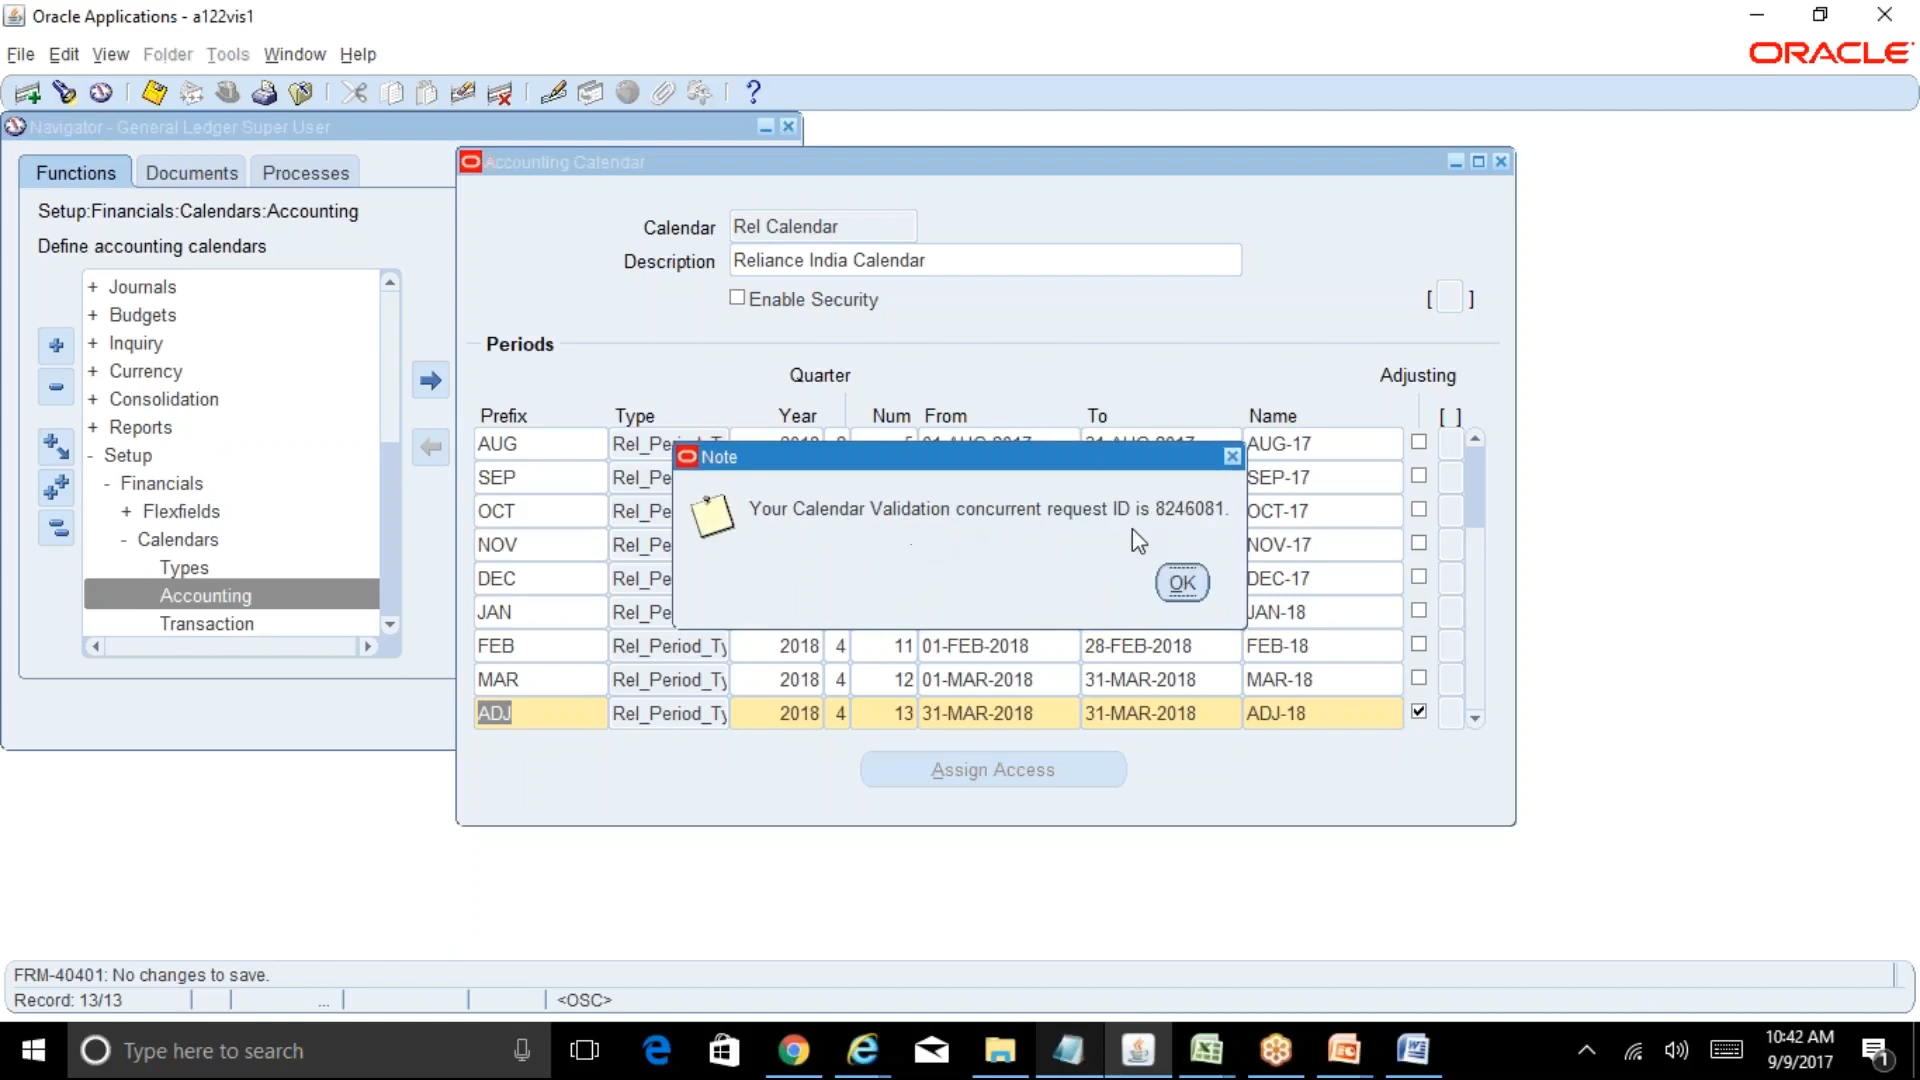 Oracle Applications - a122vis1
File Edit View Folder Tools Window Help
ORACLE
Navigator - General Ledger Super User
Functions Documents Processes
Setup:Financials:Calendars:Accounting
Define accounting calendars
+ Journals
+ Budgets
+ Inquiry
+ Currency
+ Consolidation
+ Reports
- Setup
- Financials
+ Flexfields
- Calendars
Types
Accounting
Transaction
Accounting Calendar
Calendar Rel Calendar
Description Reliance India Calendar
Enable Security
[ ]
Periods
Quarter Adjusting
Prefix Type Year Num From To Name [ ]
AUG AUG-17
SEP Rel_Pe SEP-17
OCT Rel_Pe OCT-17
NOV Rel_Pe NOV-17
DEC Rel_Pe DEC-17
JAN Rel_Pe JAN-18
FEB Rel_Period_Ty 2018 4 11 01-FEB-2018 28-FEB-2018 FEB-18
MAR Rel_Period_Ty 2018 4 12 01-MAR-2018 31-MAR-2018 MAR-18
ADJ Rel_Period_Ty 2018 4 13 31-MAR-2018 31-MAR-2018 ADJ-18
Assign Access
Note
Your Calendar Validation concurrent request ID is 8246081.
OK
FRM-40401: No changes to save.
Record: 13/13 ... <OSC>
Type here to search
10:42 AM
9/9/2017
1